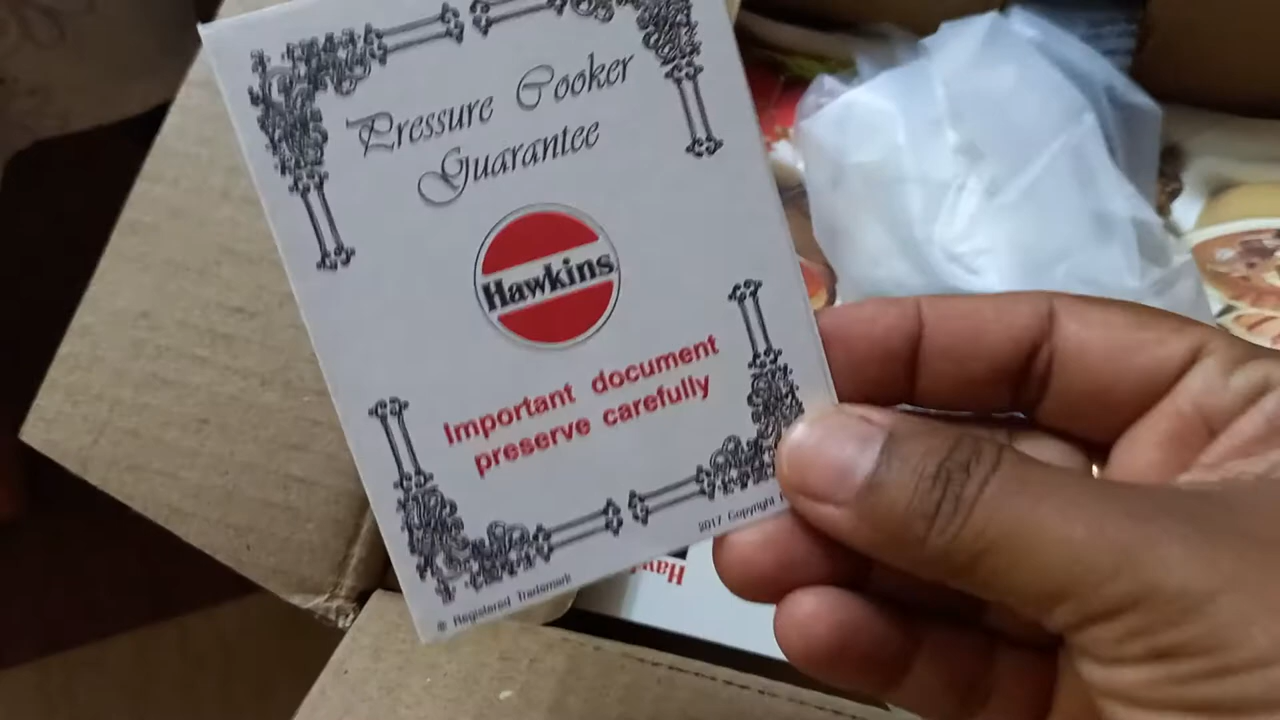 Pressure Cooker
Guarantee
Hawkins
Important document
preserve carefully
2017 Copyright
® Registered Trademark